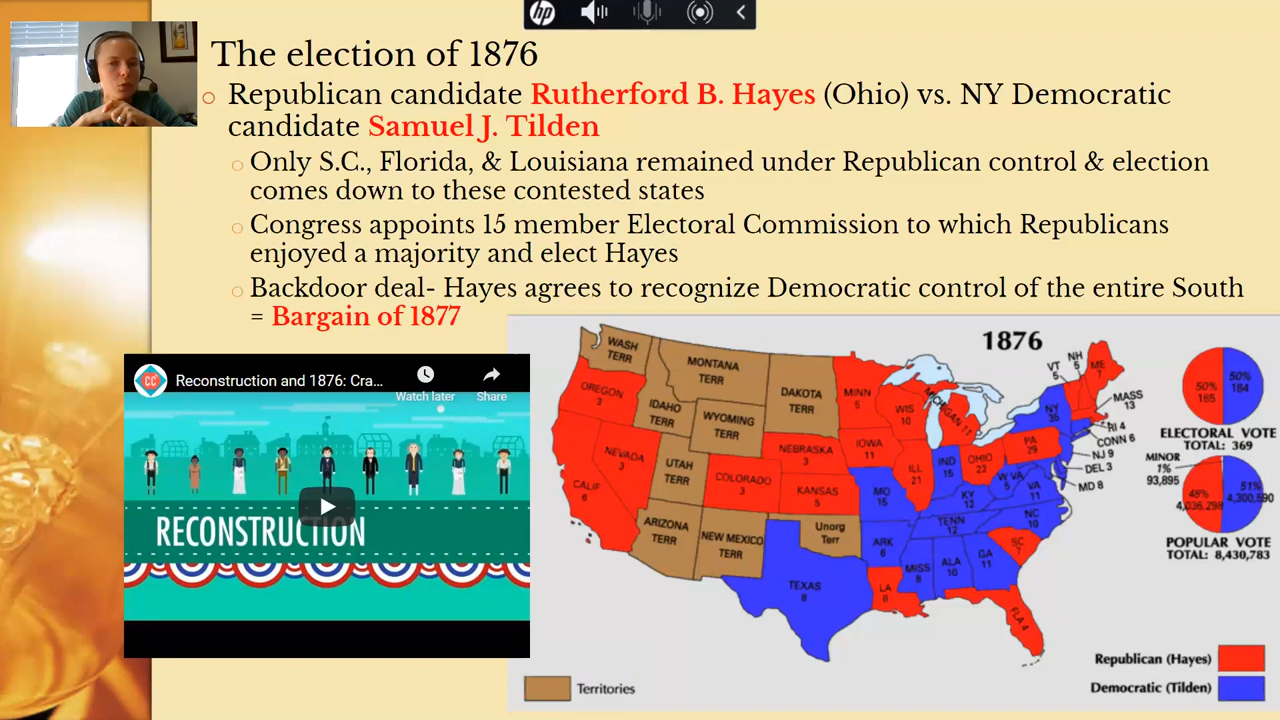 hp
The election of 1876
Republican candidate Rutherford B. Hayes (Ohio) vs. NY Democratic
candidate Samuel J. Tilden
Only S.C., Florida, & Louisiana remained under Republican control & election
comes down to these contested states
Congress appoints 15 member Electoral Commission to which Republicans
enjoyed a majority and elect Hayes
Backdoor deal- Hayes agrees to recognize Democratic control of the entire South
= Bargain of 1877
CC
Reconstruction and 1876: Cra...
Watch later
Share
RECONSTRUCTION
1876
WASH
TERR
OREGON
3
CALIF
6
NEVADA
3
IDAHO
TERR
MONTANA
TERR
WYOMING
TERR
UTAH
TERR
ARIZONA
TERR
COLORADO
3
NEW MEXICO
TERR
DAKOTA
TERR
NEBRASKA
3
KANSAS
5
Unorg
Terr
TEXAS
8
MINN
5
IOWA
11
MO
15
ARK
6
LA
8
WIS
10
ILL
21
MICHIGAN 11
IND
15
OHIO
22
KY
12
TENN
12
MISS
8
ALA
10
GA
11
FLA 4
SC
7
NC
10
VA
11
W VA
PA
29
NY
35
VT
5
NH
5
ME
7
MASS
13
RI 4
CONN 6
NJ 9
DEL 3
MD 8
50%
185
50%
184
ELECTORAL VOTE
TOTAL: 369
MINOR
1%
93,895
48%
4,036,298
51%
4,300,590
POPULAR VOTE
TOTAL: 8,430,783
Republican (Hayes)
Democratic (Tilden)
Territories